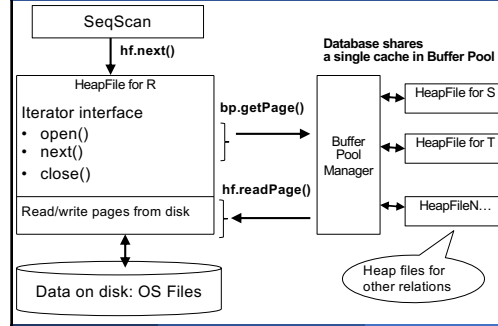 SeqScan
hf.next()
Database shares
a single cache in Buffer Pool
HeapFile for R
Iterator interface
• open()
• next()
• close()
Read/write pages from disk
bp.getPage()
hf.readPage()
Buffer
Pool
Manager
HeapFile for S
HeapFile for T
HeapFileN...
Heap files for
other relations
Data on disk: OS Files